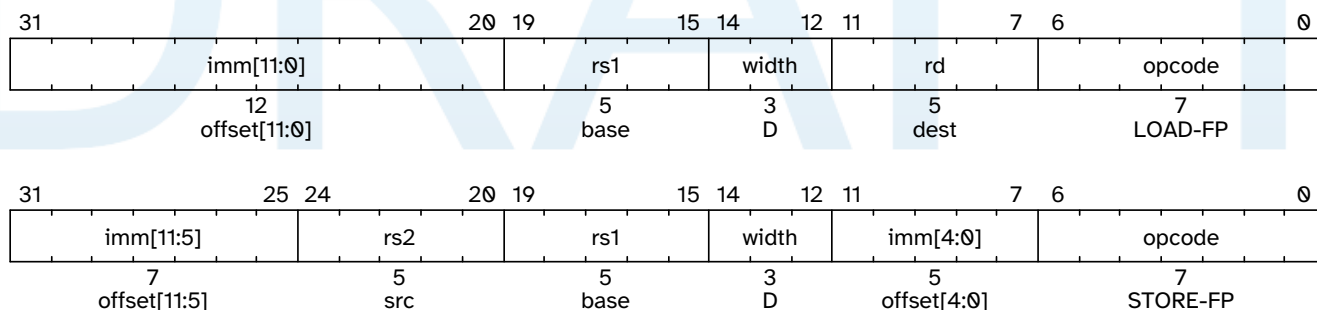 31 20 19 15 14 12 11 7 6 0
imm[11:0] rs1 width rd opcode
12 5 3 5 7
offset[11:0] base D dest LOAD-FP
31 25 24 20 19 15 14 12 11 7 6 0
imm[11:5] rs2 rs1 width imm[4:0] opcode
7 5 5 3 5 7
offset[11:5] src base D offset[4:0] STORE-FP